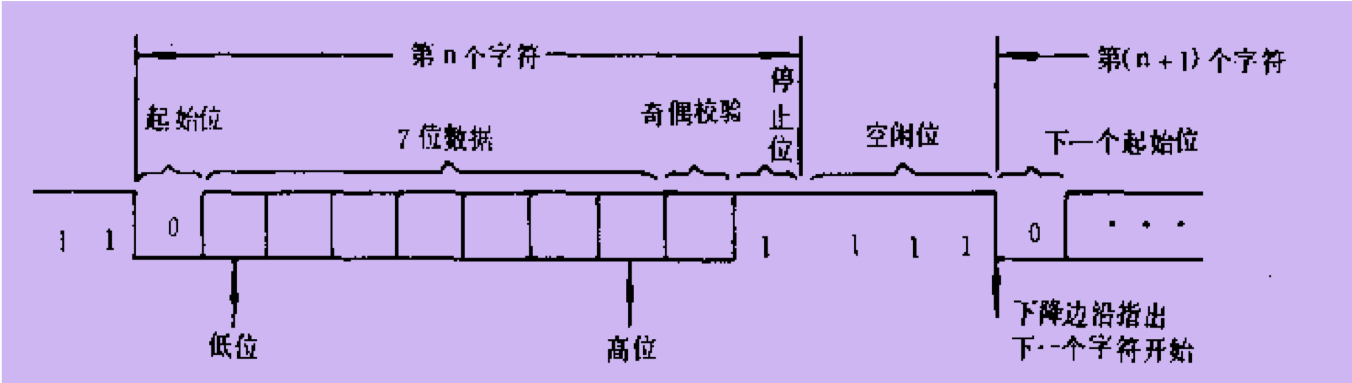 第 n 个字符
第(n+1)个字符
起始位
7 位数据
奇偶校验
停止位
空闲位
下一个起始位
1 1 0 1 1 1 1 0 · · ·
低位
高位
下降边沿指出
下一个字符开始